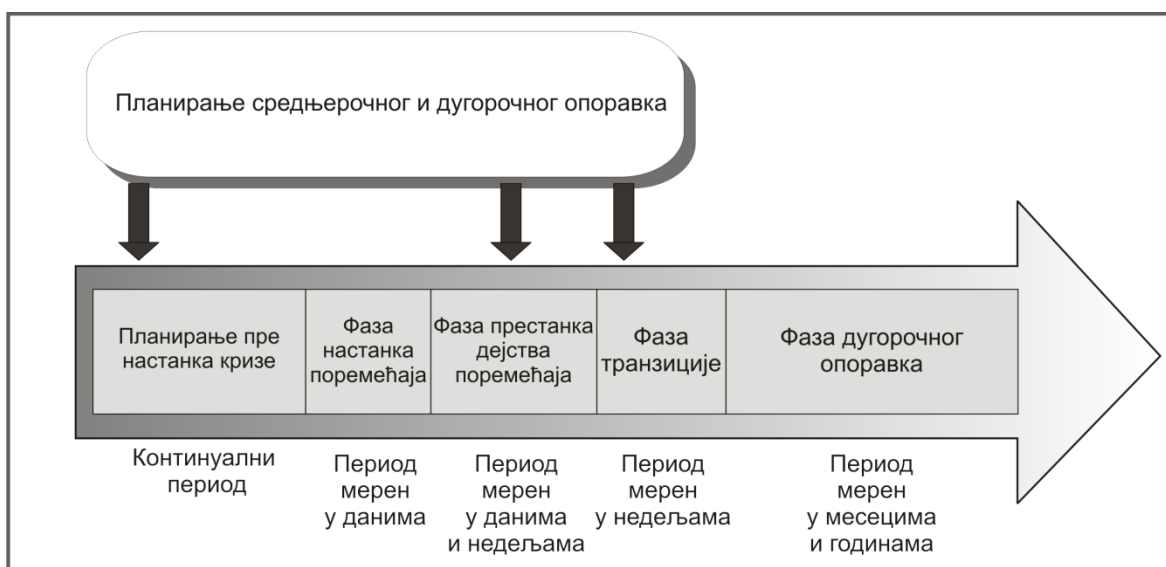 Планирање средњерочног и дугорочног опоравка
Планирање пре
настанка кризе
Фаза
настанка
поремећаја
Фаза престанка
дејства
поремећаја
Фаза
транзиције
Фаза дугорочног
опоравка
Континуални
период
Период
мерен
у данима
Период
мерен
у данима
и недељама
Период
мерен
у недељама
Период
мерен
у месецима
и годинама